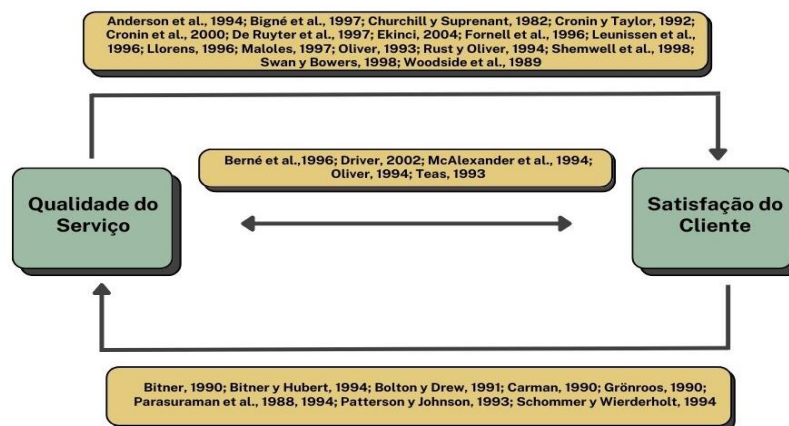 Anderson et al., 1994; Bigné et al., 1997; Churchill y Suprenant, 1982; Cronin y Taylor, 1992;
Cronin et al., 2000; De Ruyter et al., 1997; Ekinci, 2004; Fornell et al., 1996; Leunissen et al.,
1996; Llorens, 1996; Maloles, 1997; Oliver, 1993; Rust y Oliver, 1994; Shemwell et al., 1998;
Swan y Bowers, 1998; Woodside et al., 1989
Berné et al.,1996; Driver, 2002; McAlexander et al., 1994;
Oliver, 1994; Teas, 1993
Qualidade do
Serviço
Satisfação do
Cliente
Bitner, 1990; Bitner y Hubert, 1994; Bolton y Drew, 1991; Carman, 1990; Grönroos, 1990;
Parasuraman et al., 1988, 1994; Patterson y Johnson, 1993; Schommer y Wierderholt, 1994